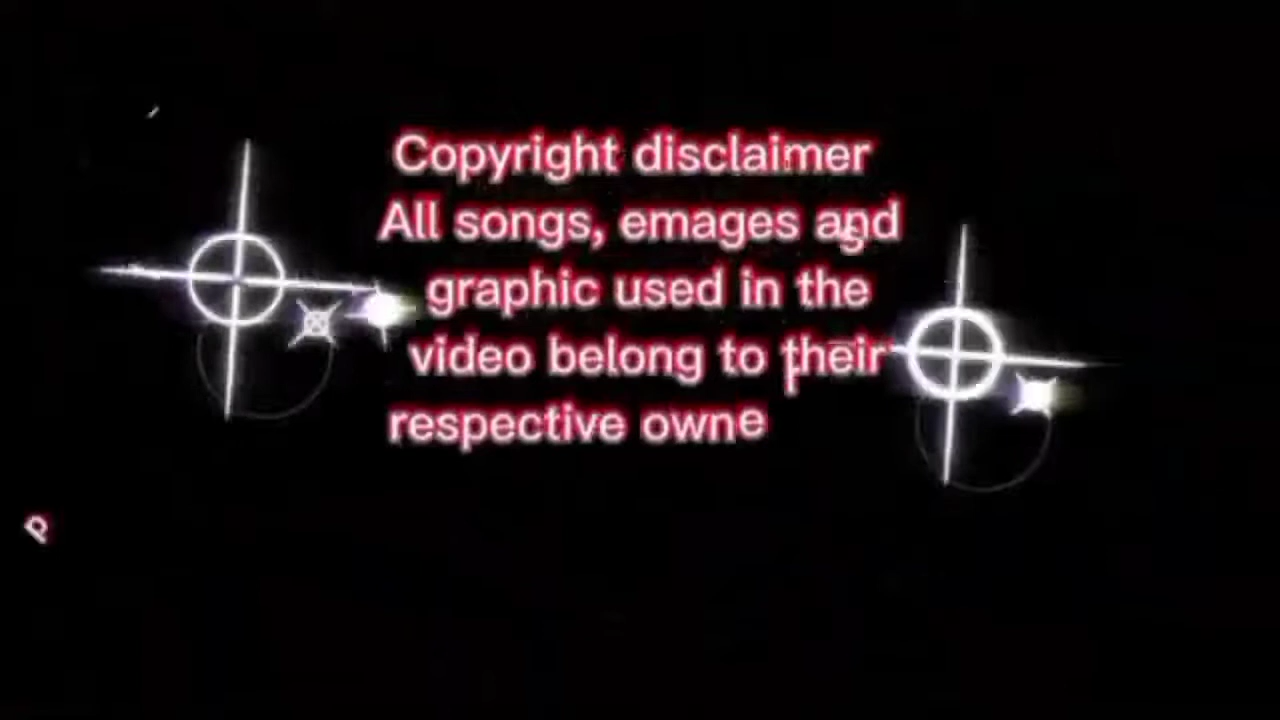 Copyright disclaimer
All songs, emages and
graphic used in the
video belong to their
respective owne